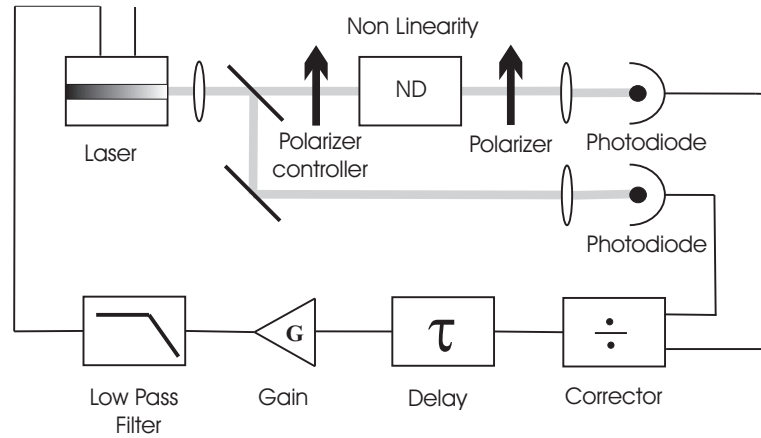 Non Linearity
ND
Laser
Polarizer
controller
Polarizer
Photodiode
Photodiode
G
τ
÷
Low Pass
Filter
Gain
Delay
Corrector